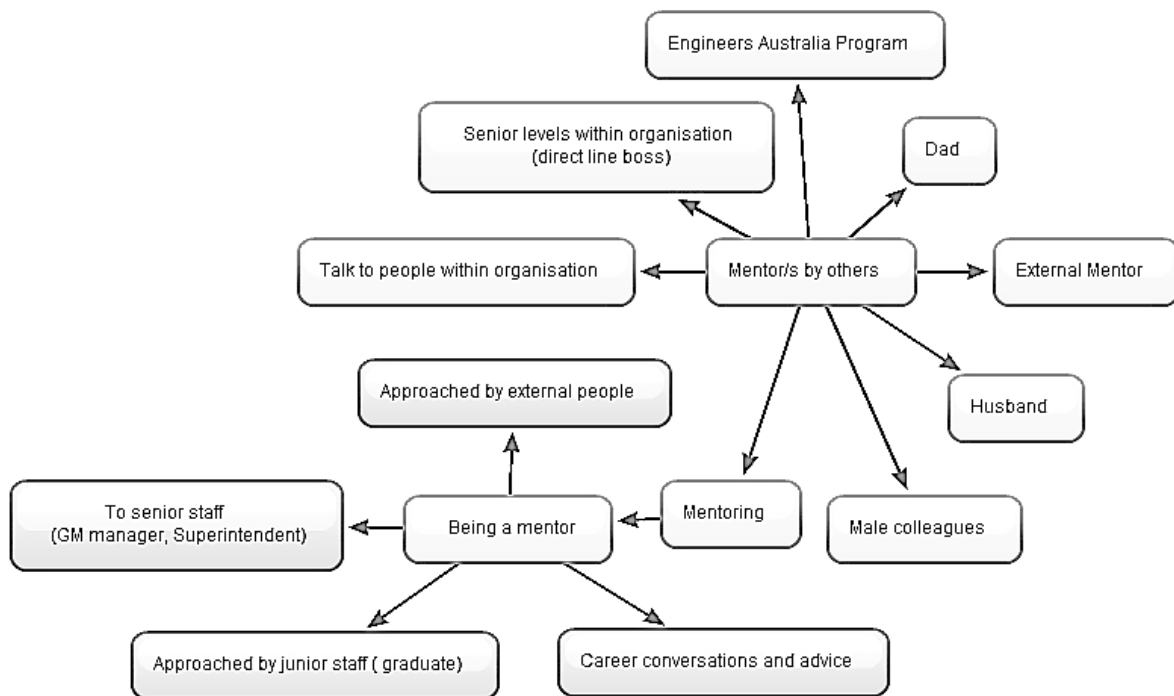 Engineers Australia Program
Senior levels within organisation
(direct line boss)
Dad
Talk to people within organisation
Mentor/s by others
External Mentor
Approached by external people
Husband
To senior staff
(GM manager, Superintendent)
Being a mentor
Mentoring
Male colleagues
Approached by junior staff ( graduate)
Career conversations and advice